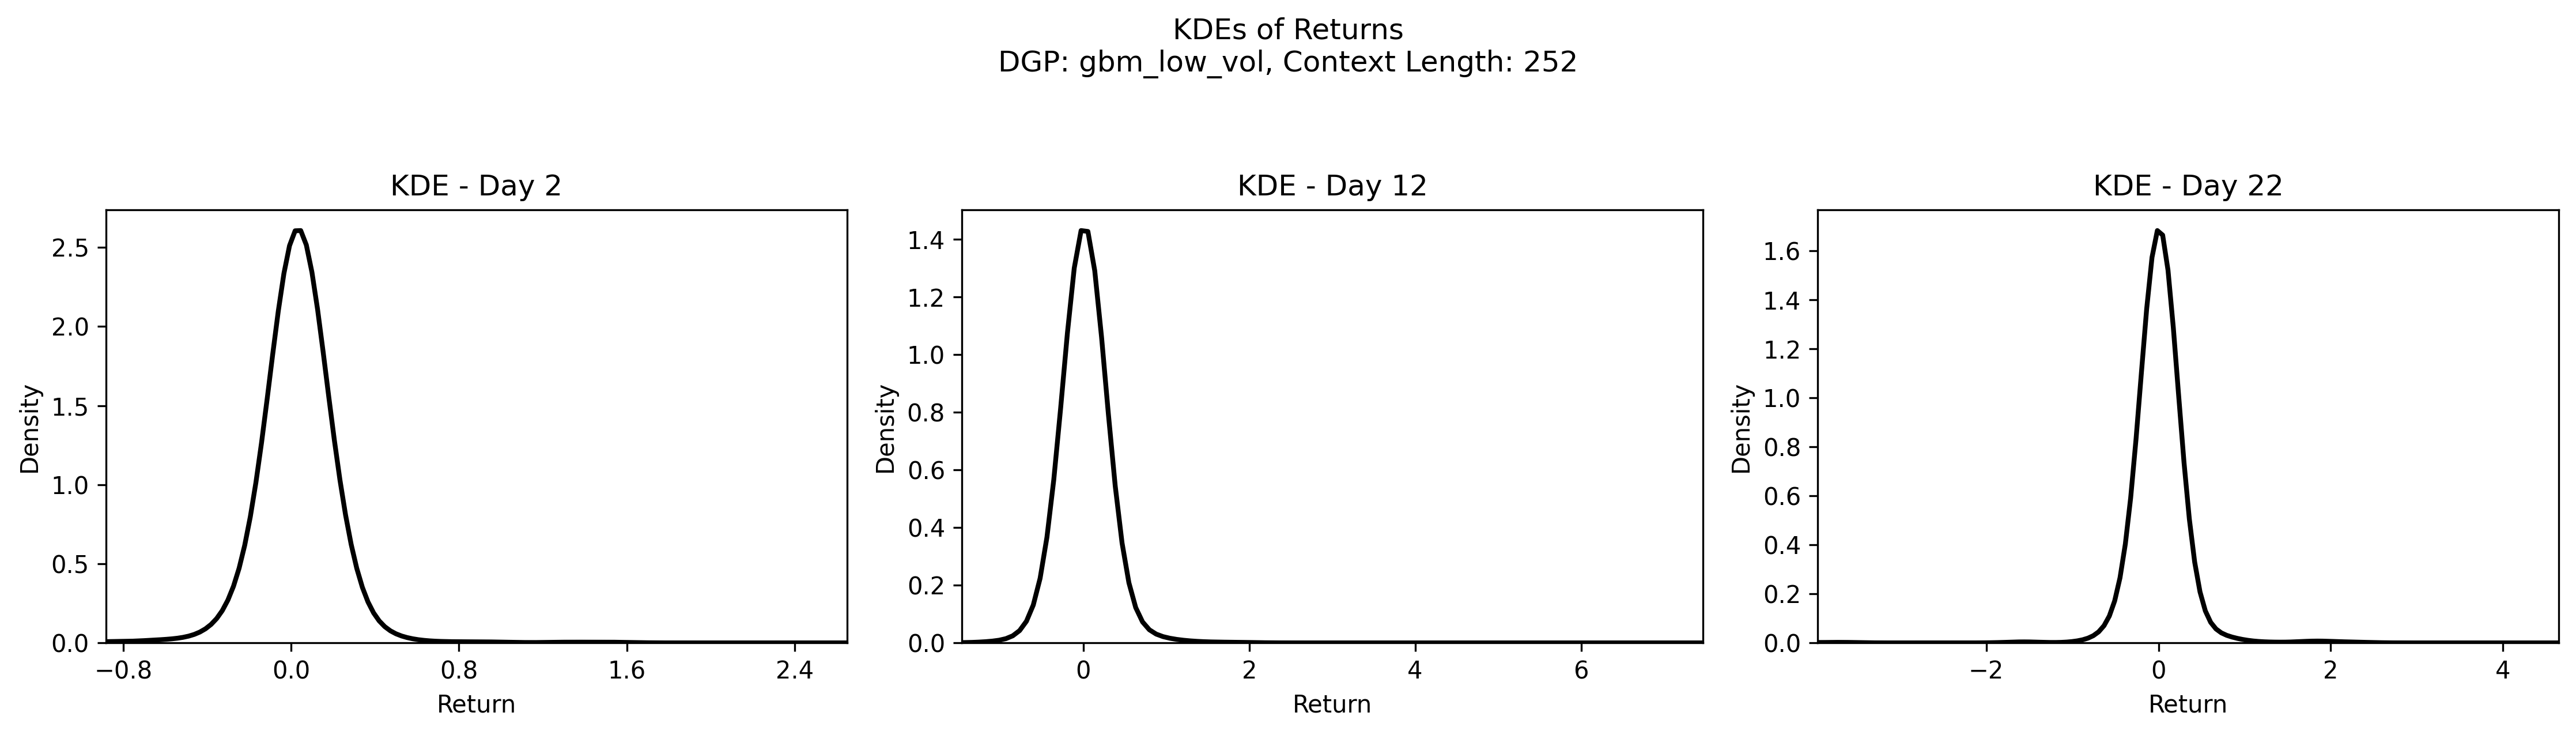 KDEs of Returns
DGP: gbm_low_vol, Context Length: 252
KDE - Day 2
2.5
2.0
1.5
1.0
0.5
0.0
Density
−0.8 0.0 0.8 1.6 2.4
Return
KDE - Day 12
1.4
1.2
1.0
0.8
0.6
0.4
0.2
0.0
Density
0 2 4 6
Return
KDE - Day 22
1.6
1.4
1.2
1.0
0.8
0.6
0.4
0.2
0.0
Density
−2 0 2 4
Return